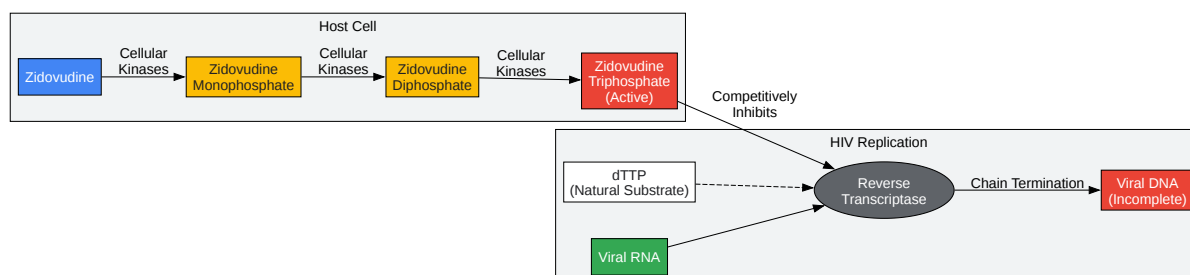 Host Cell
Zidovudine
Cellular
Kinases
Zidovudine
Monophosphate
Cellular
Kinases
Zidovudine
Diphosphate
Cellular
Kinases
Zidovudine
Triphosphate
(Active)
Competitively
Inhibits
HIV Replication
dTTP
(Natural Substrate)
Reverse
Transcriptase
Chain Termination
Viral DNA
(Incomplete)
Viral RNA